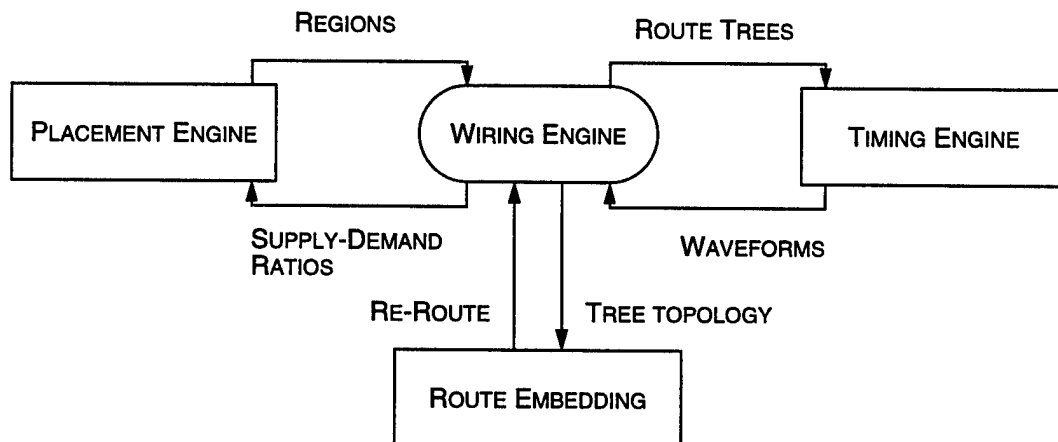 REGIONS
ROUTE TREES
PLACEMENT ENGINE
WIRING ENGINE
TIMING ENGINE
SUPPLY-DEMAND
RATIOS
WAVEFORMS
RE-ROUTE
TREE TOPOLOGY
ROUTE EMBEDDING